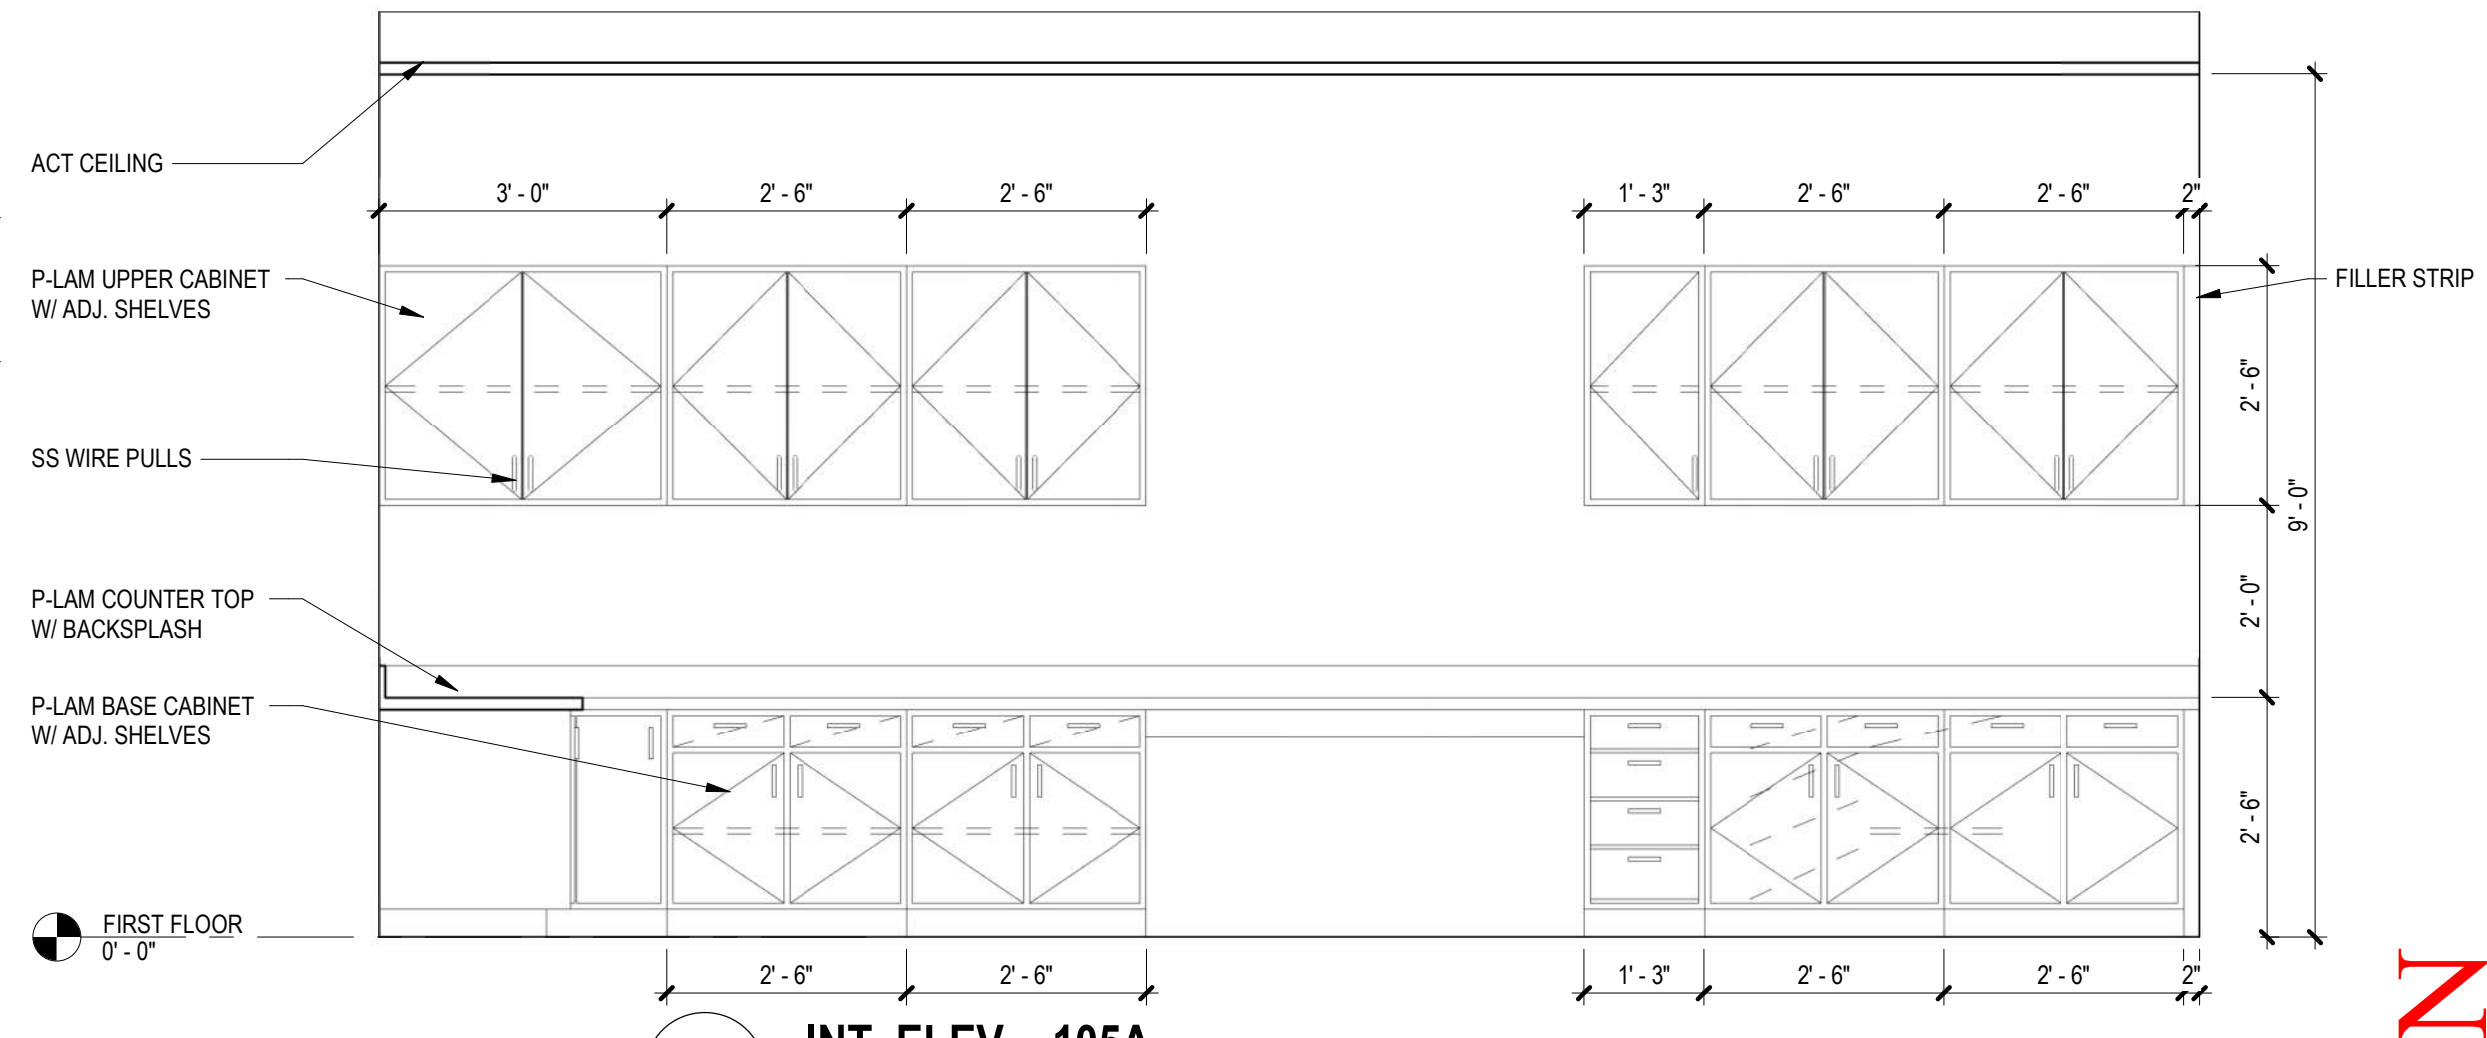 ACT CEILING
3' - 0"
2' - 6"
2' - 6"
1' - 3"
2' - 6"
2' - 6"
2"
P-LAM UPPER CABINET
W/ ADJ. SHELVES
FILLER STRIP
2' - 6"
SS WIRE PULLS
9' - 0"
P-LAM COUNTER TOP
W/ BACKSPLASH
2' - 0"
P-LAM BASE CABINET
W/ ADJ. SHELVES
2' - 6"
FIRST FLOOR
0' - 0"
2' - 6"
2' - 6"
1' - 3"
2' - 6"
2' - 6"
2"
INT. ELEV. - 105A
N